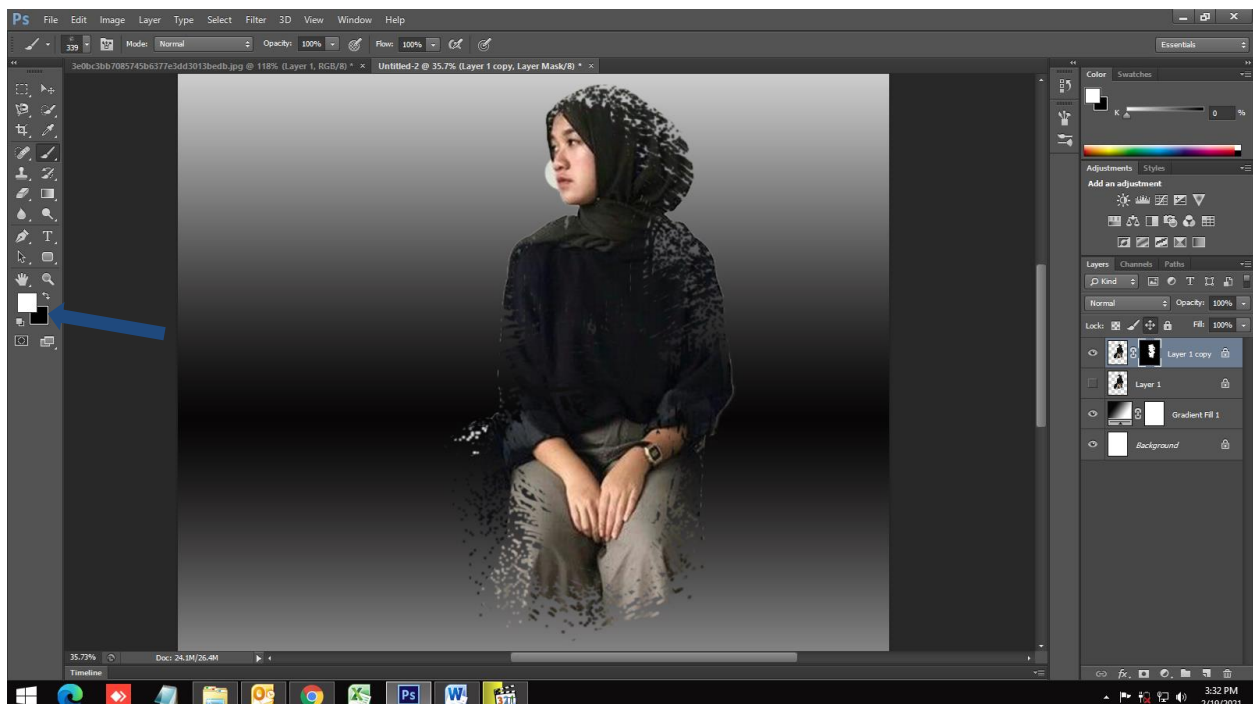 Ps File Edit Image Layer Type Select Filter 3D View Window Help
339 Mode: Normal Opacity: 100% Flow: 100% Essentials
3e0bc3bb7085745b6377e3dd3013bedb.jpg @ 118% (Layer 1, RGB/8) * × Untitled-2 @ 35.7% (Layer 1 copy, Layer Mask/8) * ×
Color Swatches
K 0 %
Adjustments Styles
Add an adjustment
Layers Channels Paths
Kind
Normal Opacity: 100%
Lock: Fill: 100%
Layer 1 copy
Layer 1
Gradient Fill 1
Background
35.73% Doc: 24.1M/26.4M
Timeline
3:32 PM
2/19/2021